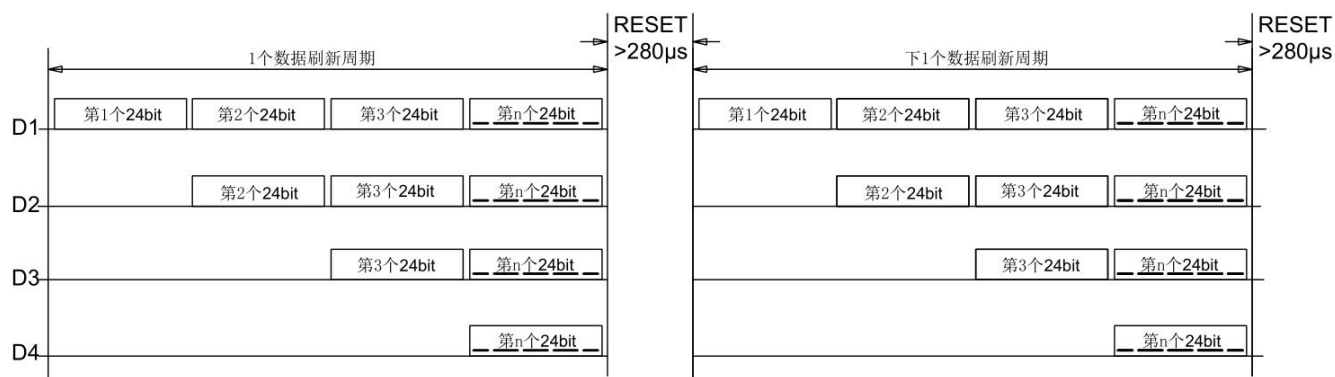 RESET
>280μs
RESET
>280μs
1个数据刷新周期
下1个数据刷新周期
D1 第1个24bit 第2个24bit 第3个24bit 第n个24bit 第1个24bit 第2个24bit 第3个24bit 第n个24bit
D2 第2个24bit 第3个24bit 第n个24bit 第2个24bit 第3个24bit 第n个24bit
D3 第3个24bit 第n个24bit 第3个24bit 第n个24bit
D4 第n个24bit 第n个24bit